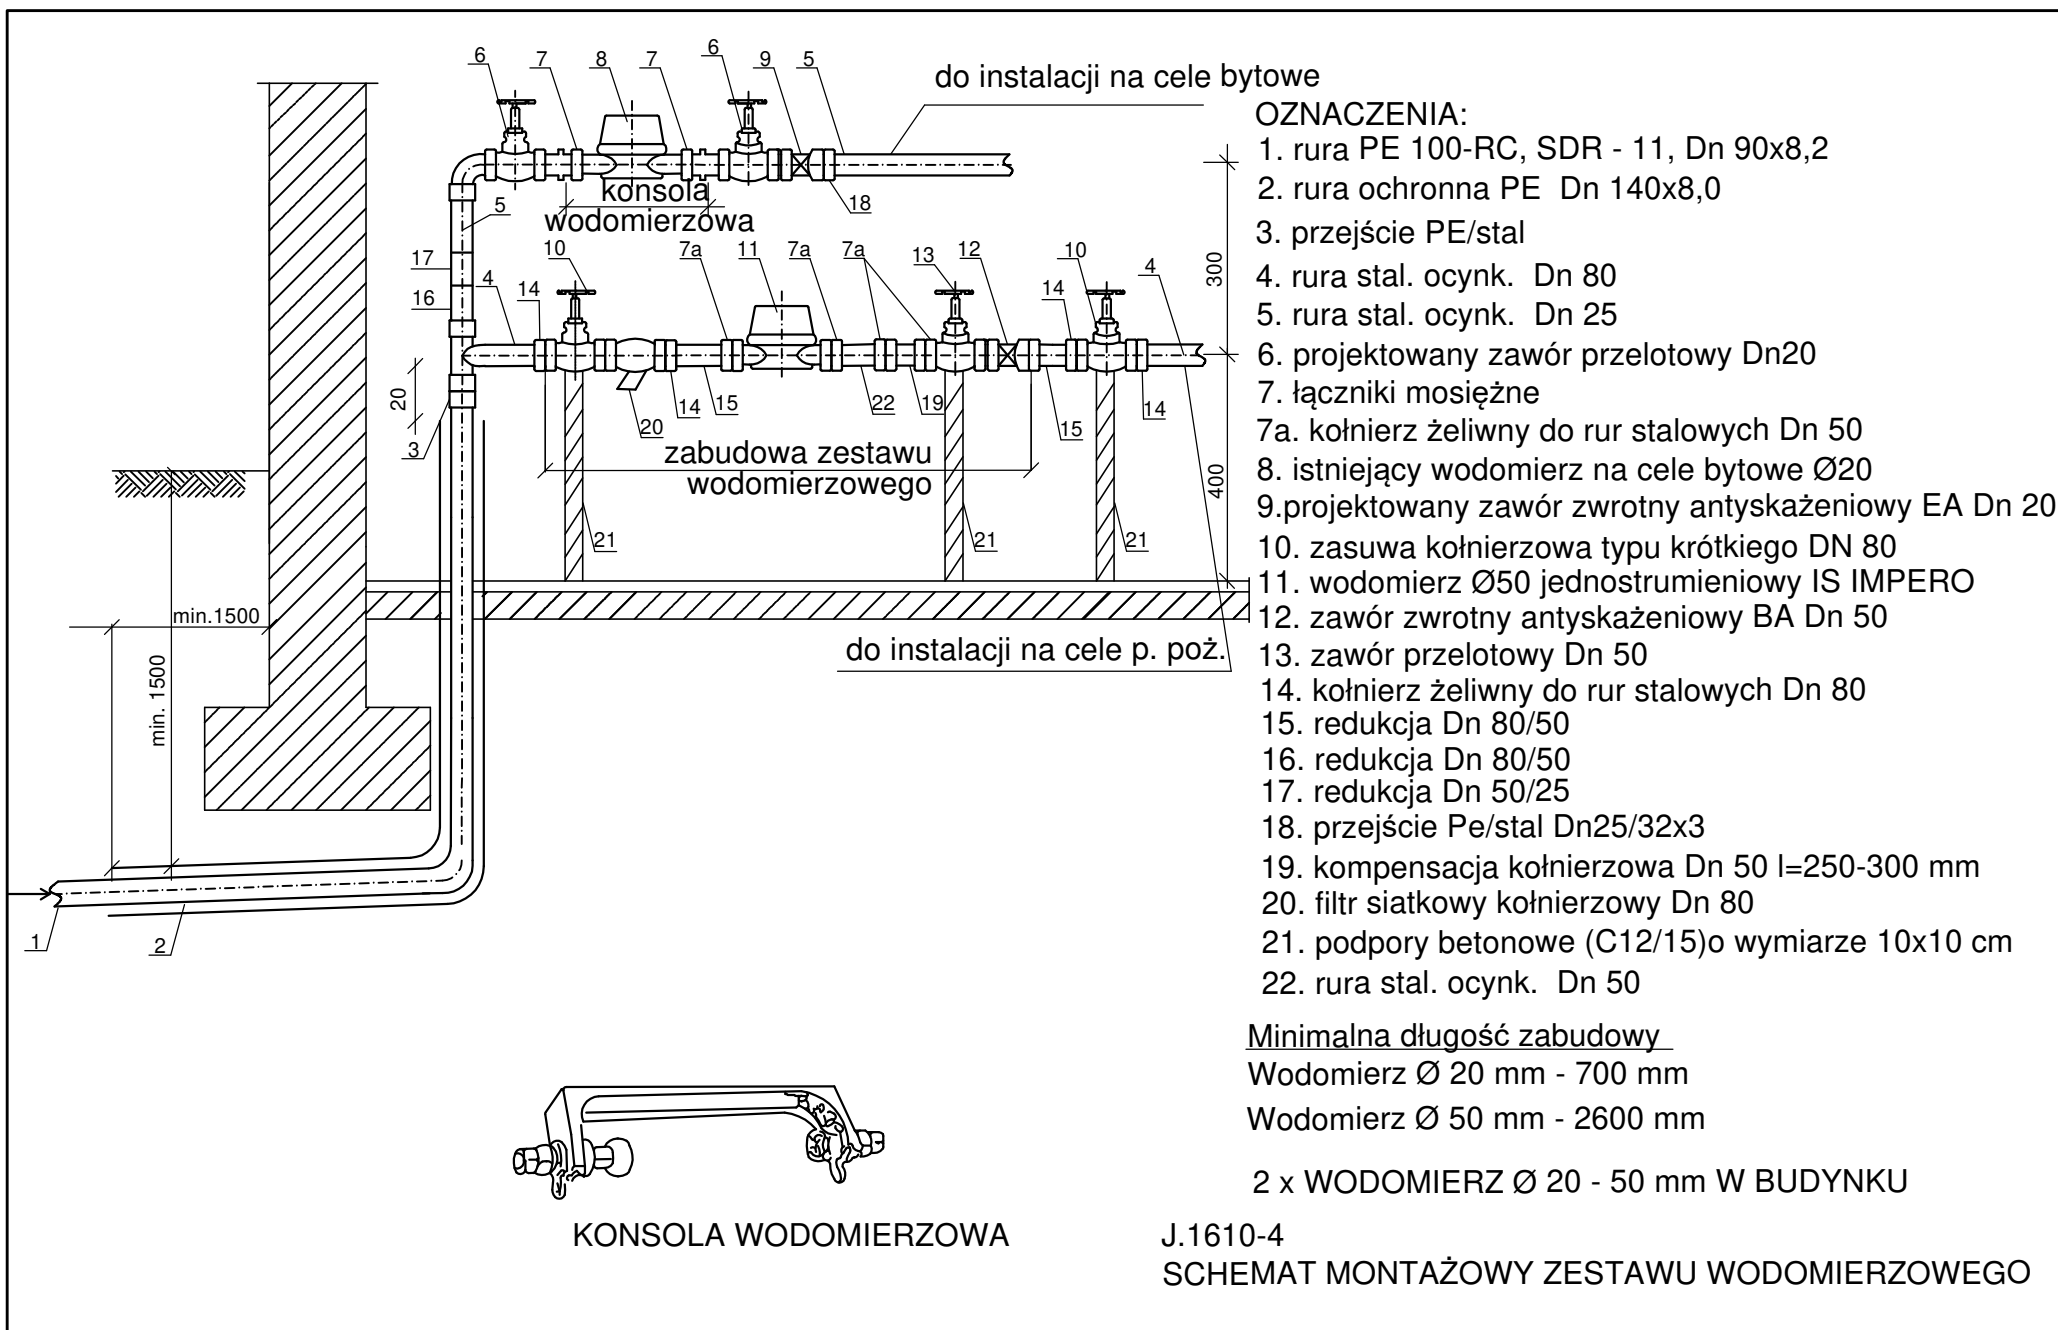 6
7
8
7
6
9
5
do instalacji na cele bytowe
konsola
wodomierzowa
18
5
17
16
4
14
10
7a
11
7a
7a
13
12
14
10
4
300
20
3
20
14
15
22
19
15
14
zabudowa zestawu
wodomierzowego
400
21
21
21
min.1500
min. 1500
do instalacji na cele p. poż.
1
2
OZNACZENIA:
1. rura PE 100-RC, SDR - 11, Dn 90x8,2
2. rura ochronna PE Dn 140x8,0
3. przejście PE/stal
4. rura stal. ocynk. Dn 80
5. rura stal. ocynk. Dn 25
6. projektowany zawór przelotowy Dn20
7. łączniki mosiężne
7a. kołnierz żeliwny do rur stalowych Dn 50
8. istniejący wodomierz na cele bytowe Ø20
9.projektowany zawór zwrotny antyskażeniowy EA Dn 20
10. zasuwa kołnierzowa typu krótkiego DN 80
11. wodomierz Ø50 jednostrumieniowy IS IMPERO
12. zawór zwrotny antyskażeniowy BA Dn 50
13. zawór przelotowy Dn 50
14. kołnierz żeliwny do rur stalowych Dn 80
15. redukcja Dn 80/50
16. redukcja Dn 80/50
17. redukcja Dn 50/25
18. przejście Pe/stal Dn25/32x3
19. kompensacja kołnierzowa Dn 50 l=250-300 mm
20. filtr siatkowy kołnierzowy Dn 80
21. podpory betonowe (C12/15)o wymiarze 10x10 cm
22. rura stal. ocynk. Dn 50
Minimalna długość zabudowy
Wodomierz Ø 20 mm - 700 mm
Wodomierz Ø 50 mm - 2600 mm
2 x WODOMIERZ Ø 20 - 50 mm W BUDYNKU
KONSOLA WODOMIERZOWA
J.1610-4
SCHEMAT MONTAŻOWY ZESTAWU WODOMIERZOWEGO